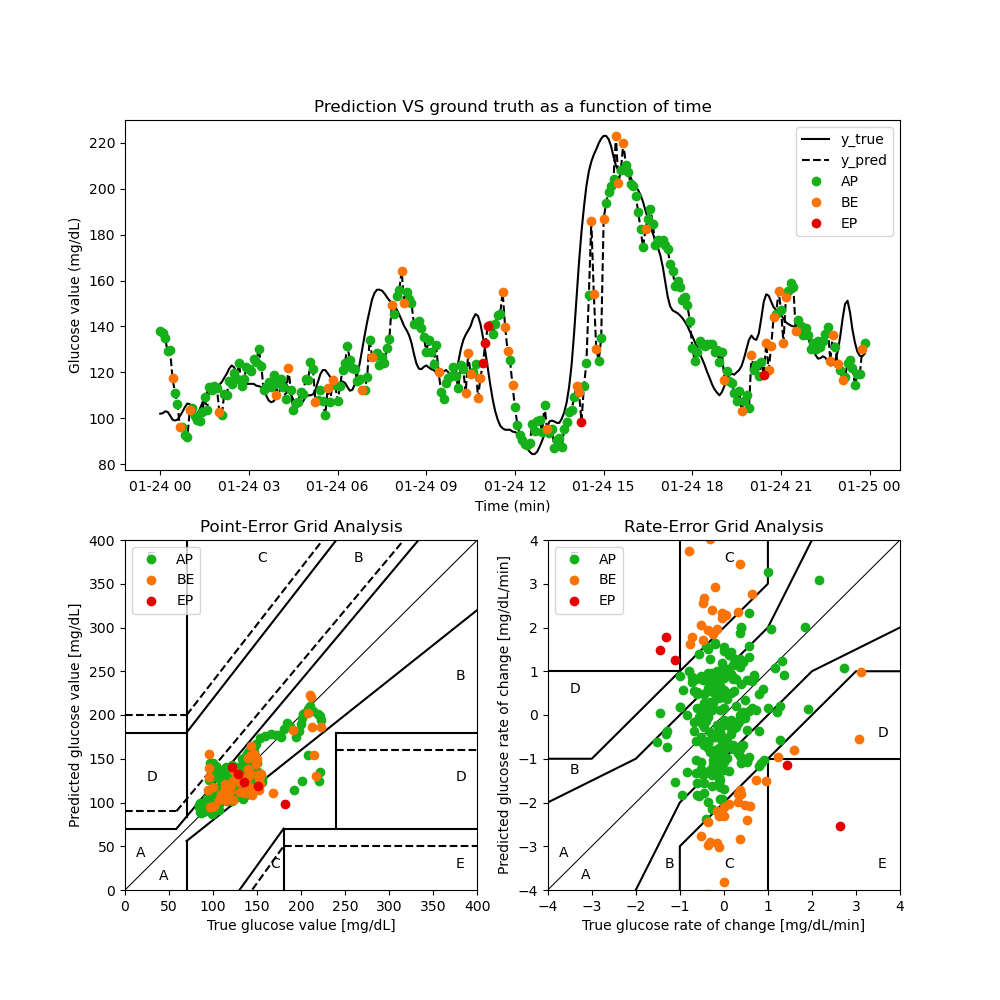 Prediction VS ground truth as a function of time
Glucose value (mg/dL)
220
200
180
160
140
120
100
80
y_true
y_pred
AP
BE
EP
01-24 00 01-24 03 01-24 06 01-24 09 01-24 12 01-24 15 01-24 18 01-24 21 01-25 00
Time (min)
Point-Error Grid Analysis
Predicted glucose value [mg/dL]
400
350
300
250
200
150
100
50
0
AP
BE
EP
C
B
B
D
D
A
A
C
E
0 50 100 150 200 250 300 350 400
True glucose value [mg/dL]
Rate-Error Grid Analysis
Predicted glucose rate of change [mg/dL/min]
4
3
2
1
0
−1
−2
−3
−4
AP
BE
EP
C
D
D
B
A
A
B
C
E
−4 −3 −2 −1 0 1 2 3 4
True glucose rate of change [mg/dL/min]